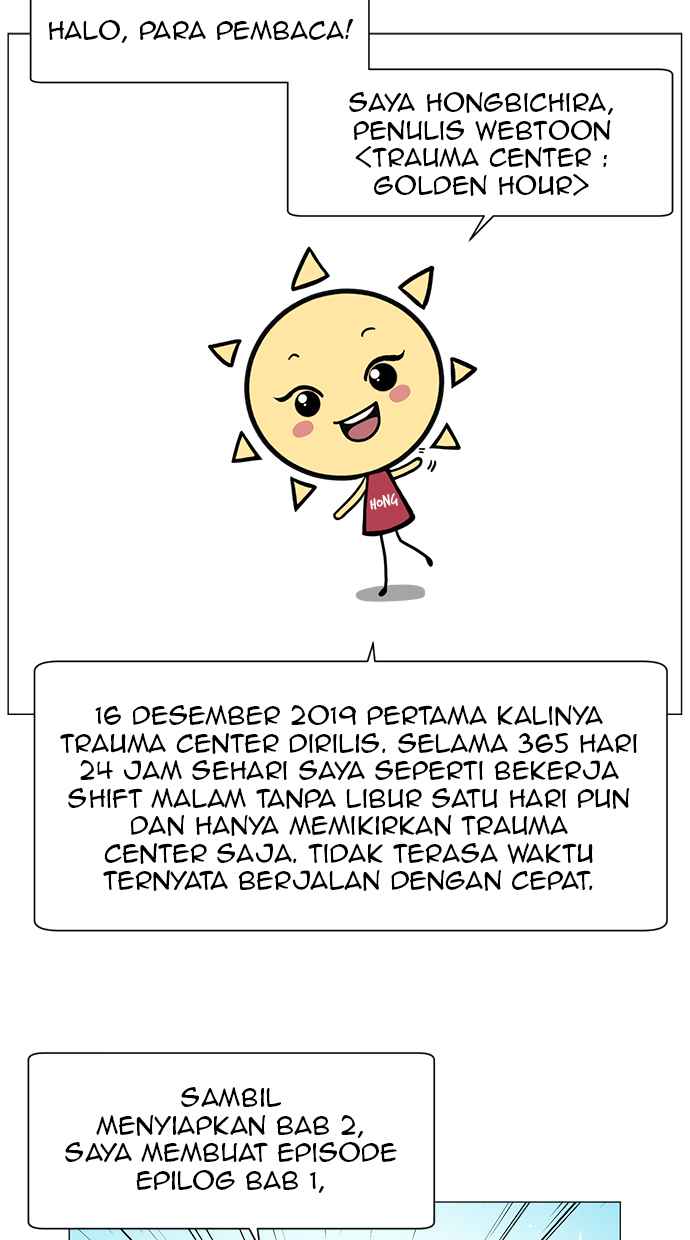 HALO, PARA PEMBACA!
SAYA HONGBICHIRA,
PENULIS WEBTOON
<TRAUMA CENTER :
GOLDEN HOUR>
HONG
16 DESEMBER 2019 PERTAMA KALINYA
TRAUMA CENTER DIRILIS. SELAMA 365 HARI
24 JAM SEHARI SAYA SEPERTI BEKERJA
SHIFT MALAM TANPA LIBUR SATU HARI PUN
DAN HANYA MEMIKIRKAN TRAUMA
CENTER SAJA. TIDAK TERASA WAKTU
TERNYATA BERJALAN DENGAN CEPAT.
SAMBIL
MENYIAPKAN BAB 2,
SAYA MEMBUAT EPISODE
EPILOG BAB 1,